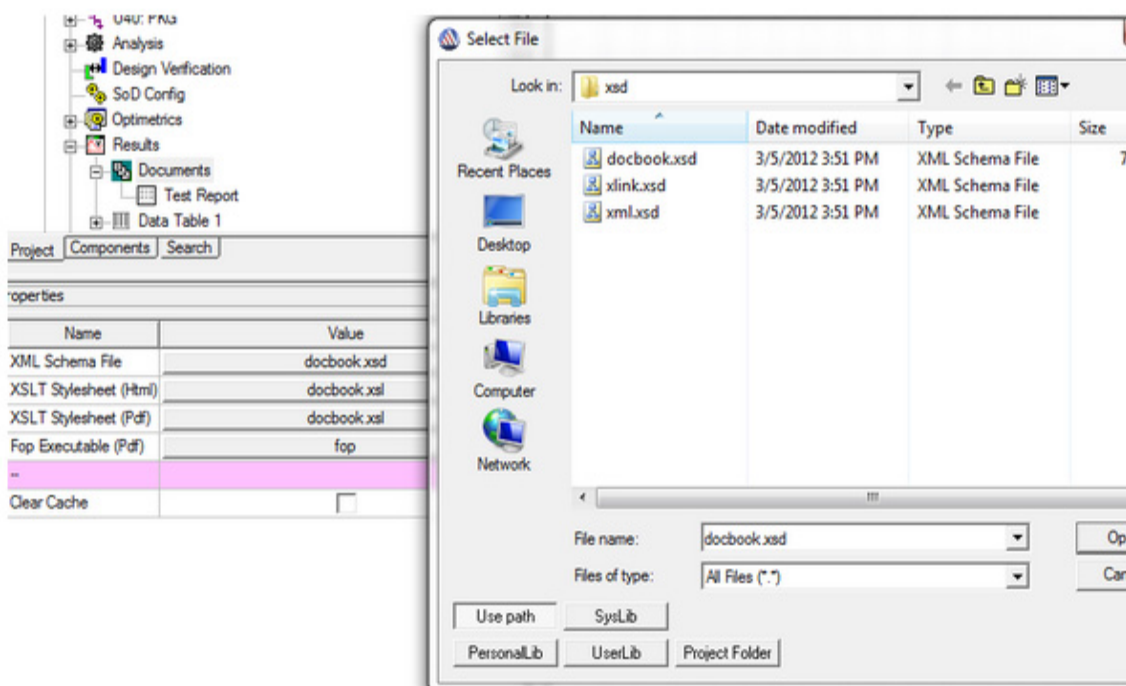 U40: PKG
Analysis
Design Verification
SoD Config
Optimetrics
Results
Documents
Test Report
Data Table 1
Project Components Search
roperties
Name Value
XML Schema File docbook.xsd
XSLT Stylesheet (Html) docbook.xsl
XSLT Stylesheet (Pdf) docbook.xsl
Fop Executable (Pdf) fop
--
Clear Cache
Select File
Look in: xsd
Recent Places
Desktop
Libraries
Computer
Network
Name Date modified Type Size
docbook.xsd 3/5/2012 3:51 PM XML Schema File 7
xlink.xsd 3/5/2012 3:51 PM XML Schema File
xml.xsd 3/5/2012 3:51 PM XML Schema File
File name: docbook.xsd Op
Files of type: All Files (*.*) Can
Use path SysLib
PersonalLib UserLib Project Folder